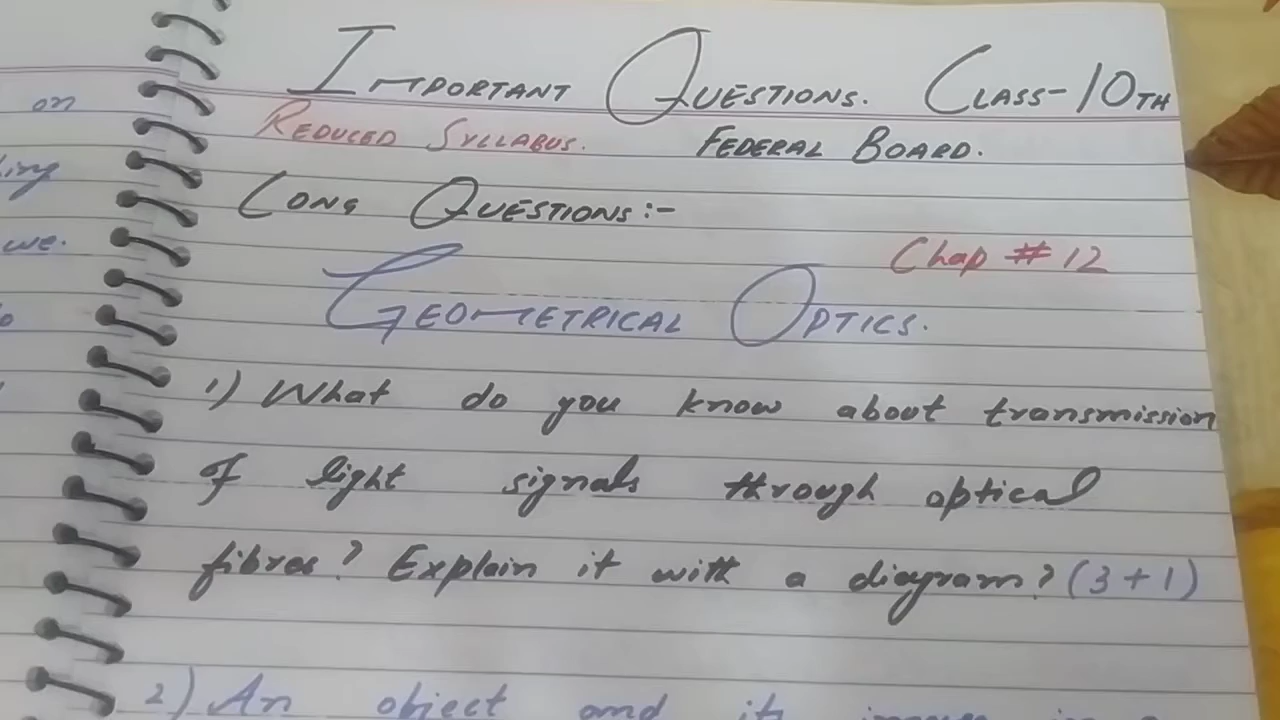 on
IMPORTANT QUESTIONS. CLASS-10TH
REDUCED SYLLABUS. FEDERAL BOARD.
we.
LONG QUESTIONS:-
Chap # 12
GEOMETRICAL OPTICS.
1) What do you know about transmission
of light signals through optical
fibres? Explain it with a diagram? (3+1)
2) An object and its